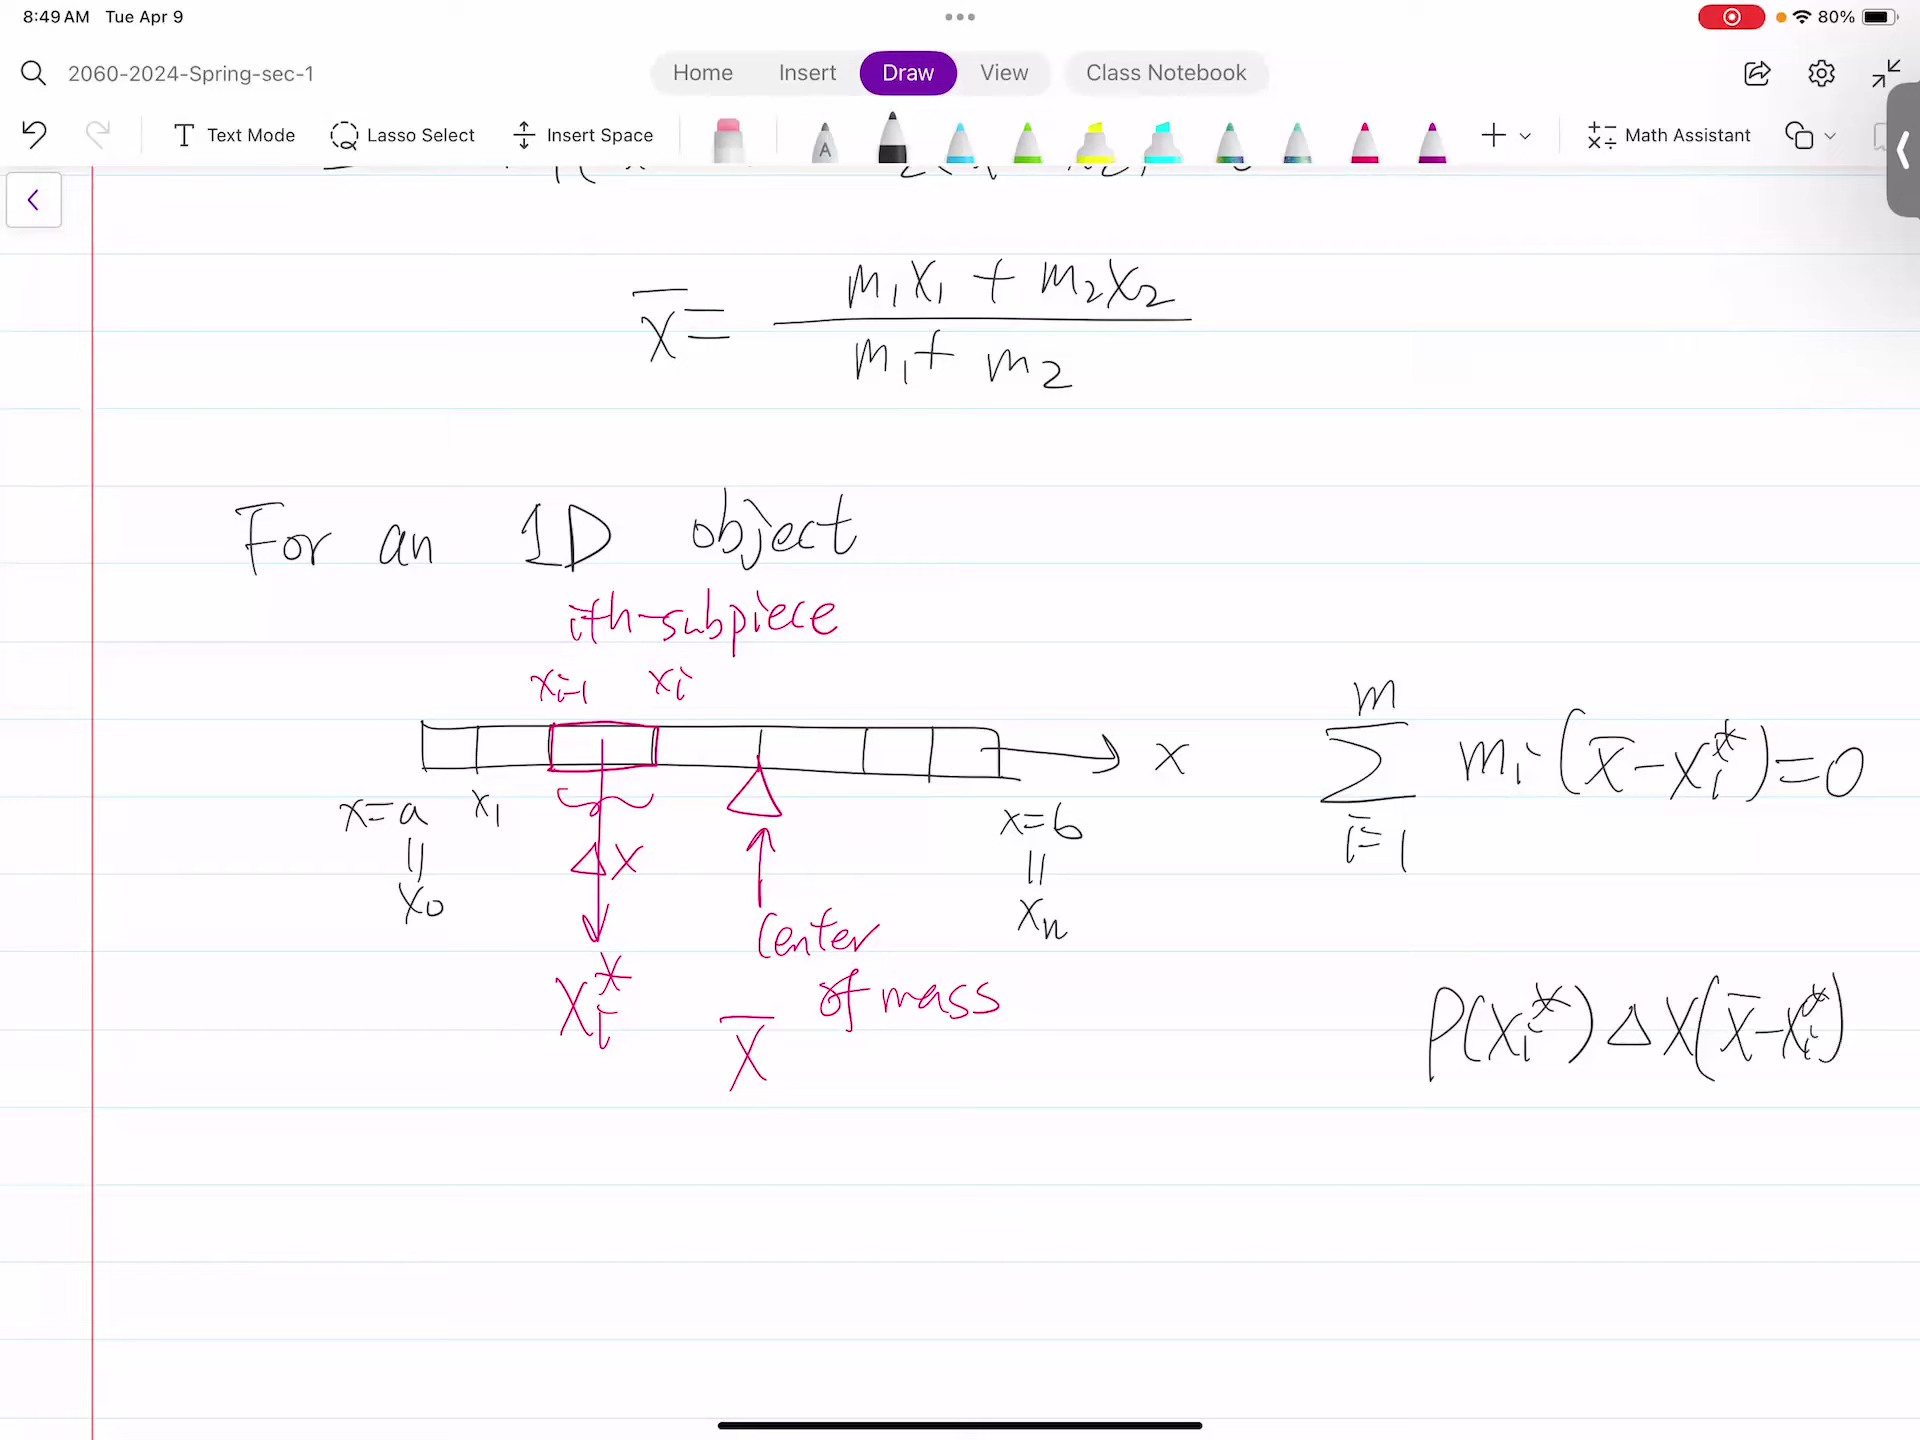 8:49 AM Tue Apr 9 80%
2060-2024-Spring-sec-1 Home Insert Draw View Class Notebook
Text Mode Lasso Select Insert Space A Math Assistant
x̄ = (m₁x₁ + m₂x₂) / (m₁ + m₂)
For an 1D object
ith-subpiece
xᵢ₋₁ xᵢ
x
x=a x₁ x=b
|| Δx ||
x₀ xₙ
center
of mass
xᵢ* x̄
m
∑ mᵢ(x̄-xᵢ*)=0
i=1
ρ(xᵢ*)Δx(x̄-xᵢ*)